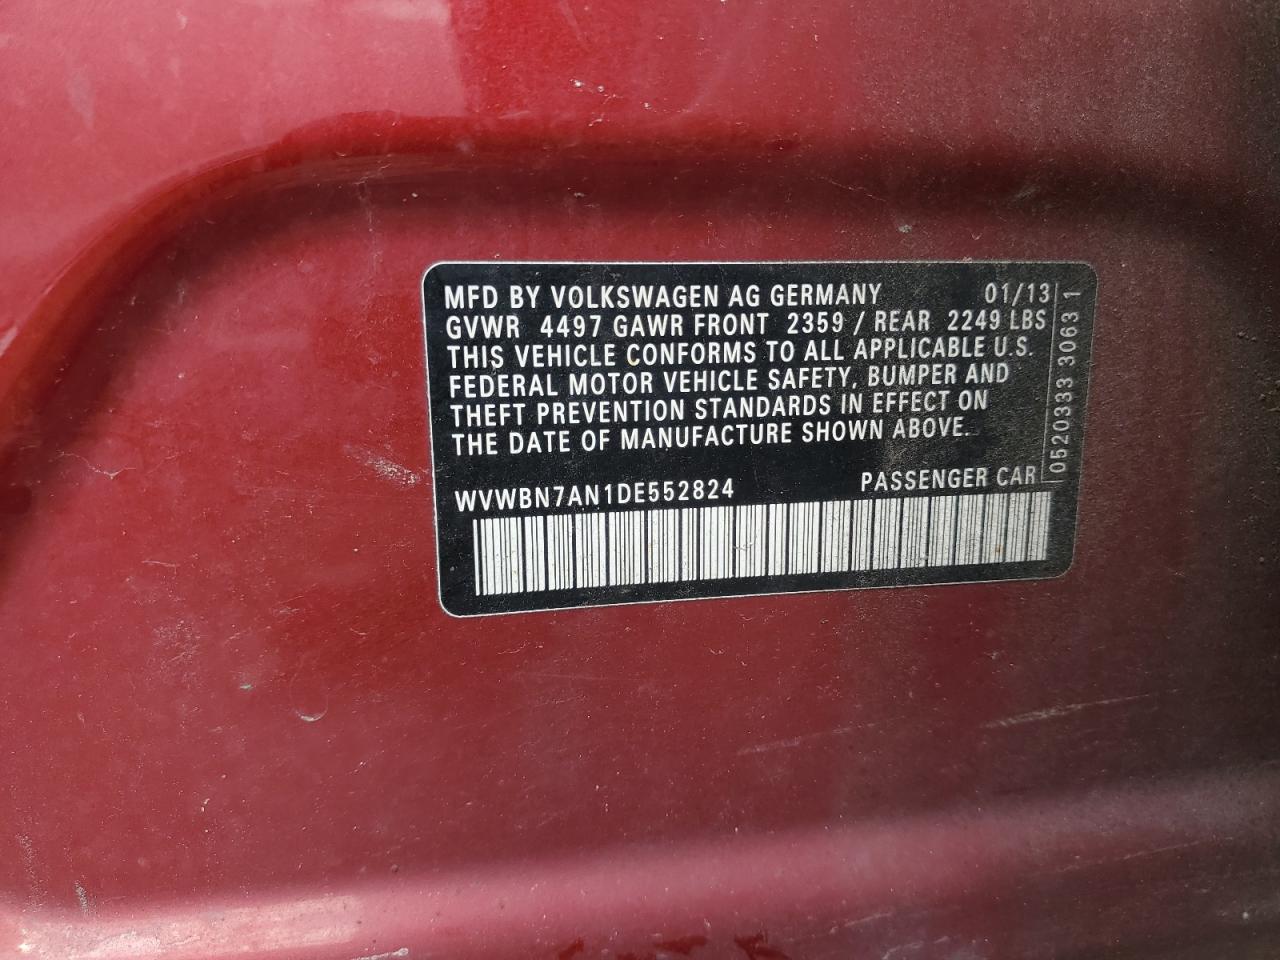 MFD BY VOLKSWAGEN AG GERMANY 01/13
GVWR 4497 GAWR FRONT 2359 / REAR 2249 LBS
THIS VEHICLE CONFORMS TO ALL APPLICABLE U.S.
FEDERAL MOTOR VEHICLE SAFETY, BUMPER AND
THEFT PREVENTION STANDARDS IN EFFECT ON
THE DATE OF MANUFACTURE SHOWN ABOVE.
WVWBN7AN1DE552824 PASSENGER CAR
0520333 3063 1